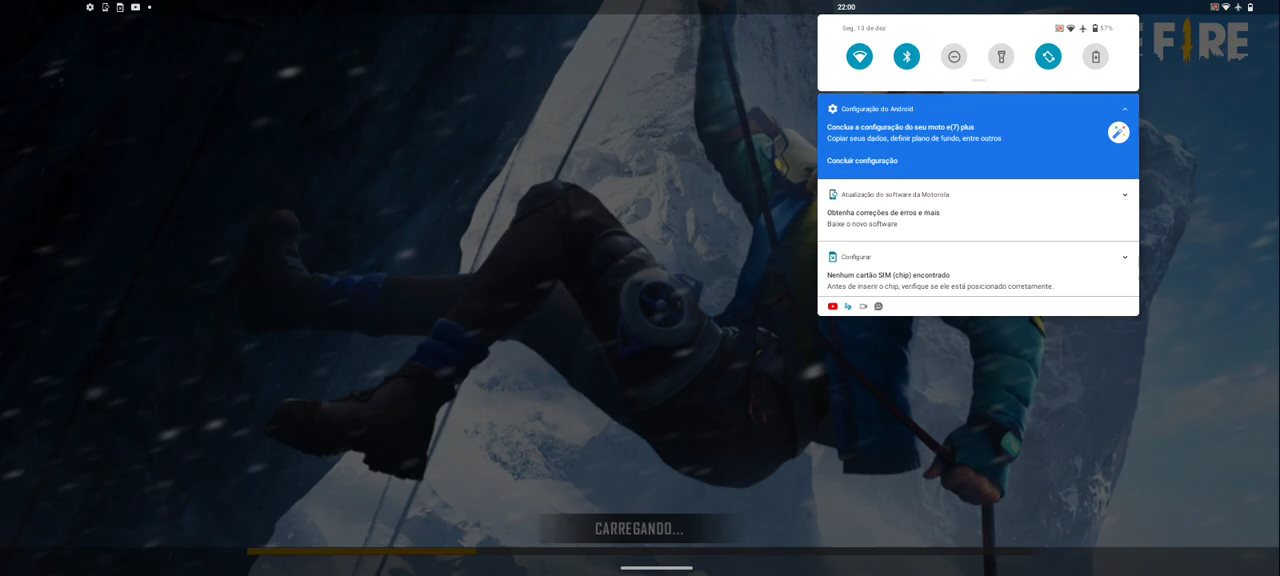 22:00
Seg, 13 de dez
57%
FIRE
Configuração do Android
Conclua a configuração do seu moto e(7) plus
Copiar seus dados, definir plano de fundo, entre outros
Concluir configuração
Atualização do software da Motorola
Obtenha correções de erros e mais
Baixe o novo software
Configurar
Nenhum cartão SIM (chip) encontrado
Antes de inserir o chip, verifique se ele está posicionado corretamente.
CARREGANDO...